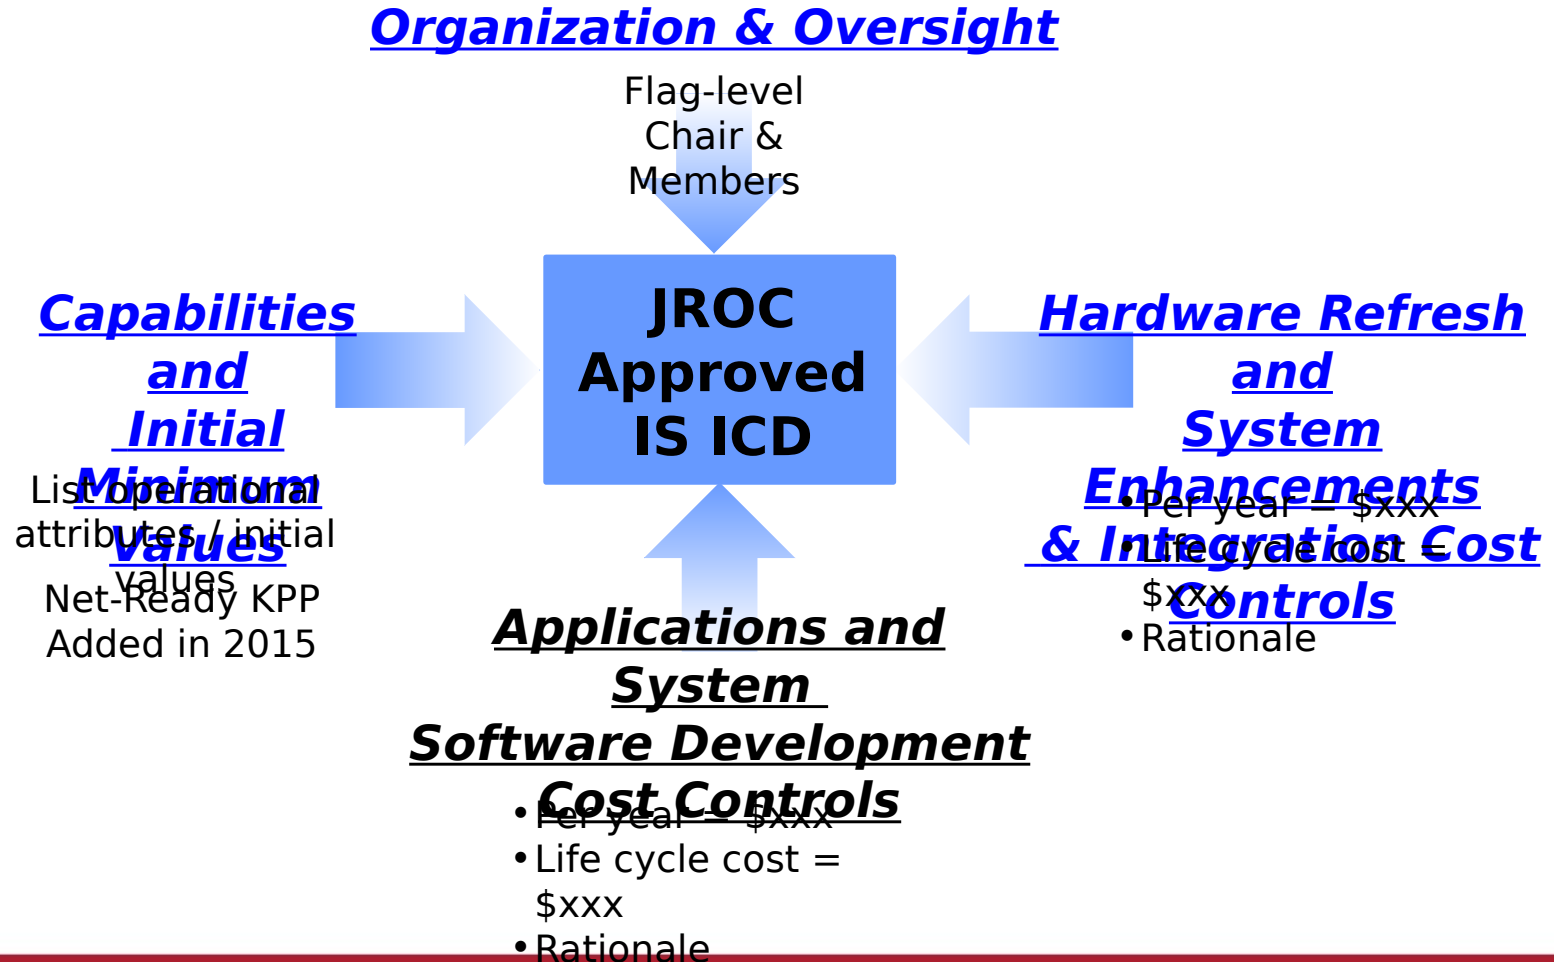 Organization & Oversight
Flag-level
Chair &
Members
JROC
Approved
IS ICD
Capabilities
and
Initial
Minimum
Values
List operational
attributes / initial
values
Net-Ready KPP
Added in 2015
Hardware Refresh
and
System
Enhancements
& Integration Cost
Controls
•Per year = $xxx
•Life cycle cost =
$xxx
•Rationale
Applications and
System
Software Development
Cost Controls
•Per year = $xxx
•Life cycle cost =
$xxx
•Rationale